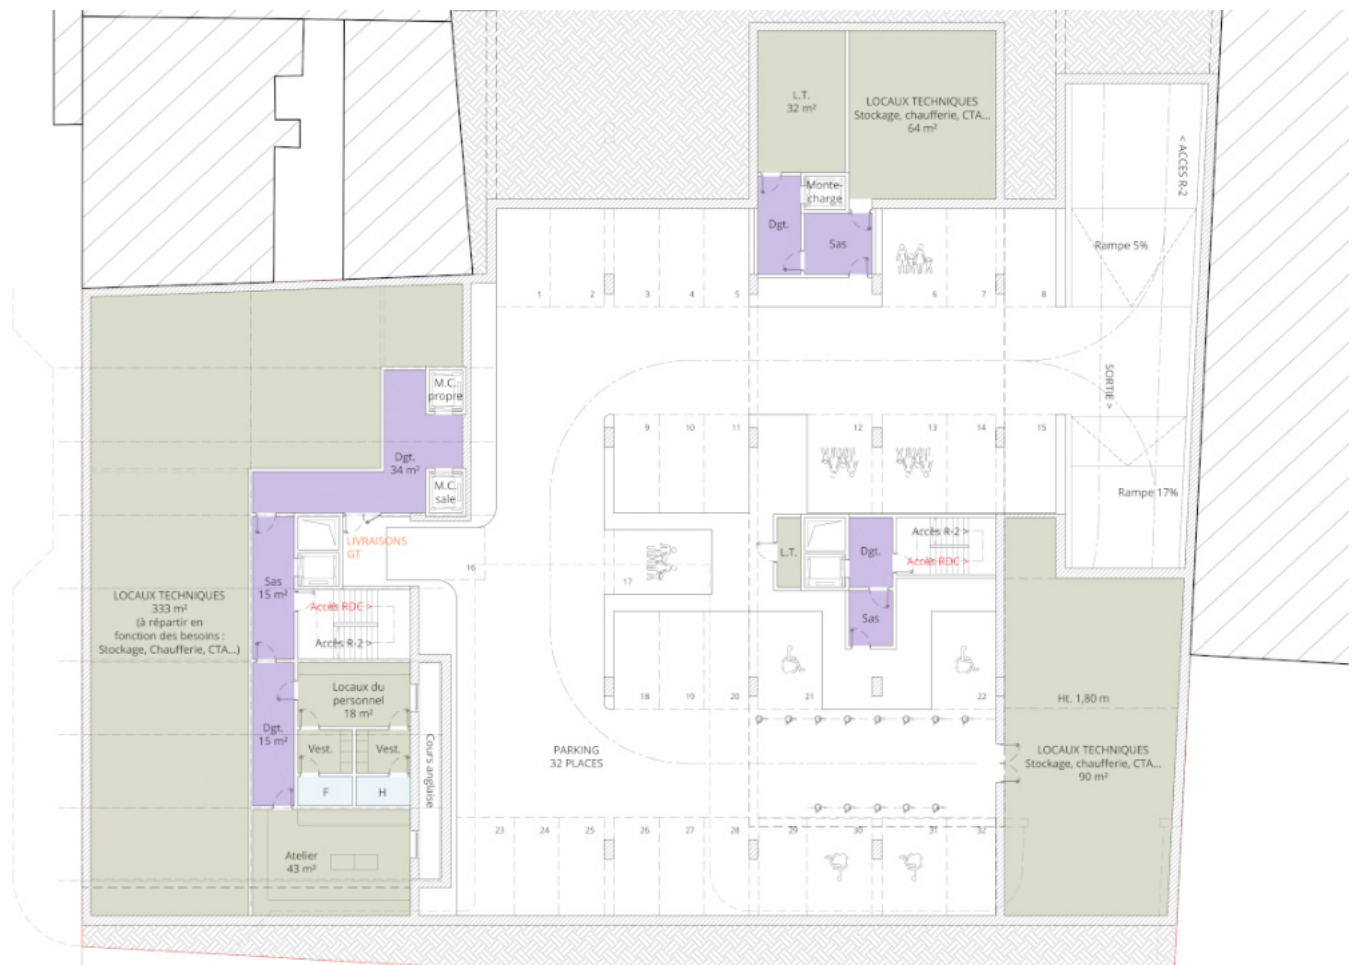 L.T.
32 m²
LOCAUX TECHNIQUES
Stockage, chaufferie, CTA...
64 m²
< ACCES R-2
Monte-
charge
Dgt.
Sas
Rampe 5%
1
2
3
4
5
6
7
8
SORTIE >
M.C.
propre
Dgt.
34 m²
M.C.
sale
9
10
11
12
13
14
15
Rampe 17%
LIVRAISONS
GT
16
17
L.T.
Dgt.
Accès R-2 >
Accès RDC >
Sas
Sas
15 m²
Accès RDC >
Accès R-2 >
LOCAUX TECHNIQUES
333 m²
(à répartir en
fonction des besoins :
Stockage, Chaufferie, CTA...)
Locaux du
personnel
18 m²
Dgt.
15 m²
Vest.
Vest.
F
H
Cours anglaise
18
19
20
21
22
Ht. 1,80 m
PARKING
32 PLACES
LOCAUX TECHNIQUES
Stockage, chaufferie, CTA...
90 m²
23
24
25
26
27
28
29
30
31
32
Atelier
43 m²